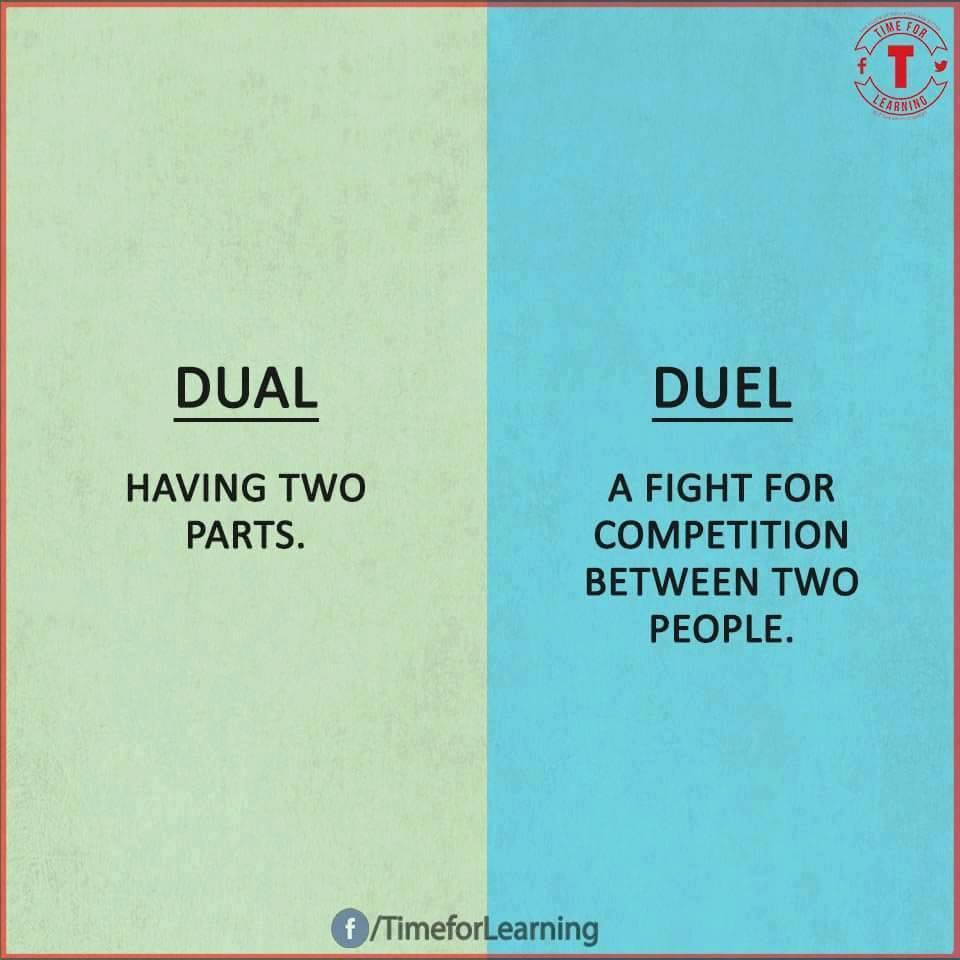 TIME FOR
f T
LEARNING
DUAL
HAVING TWO
PARTS.
DUEL
A FIGHT FOR
COMPETITION
BETWEEN TWO
PEOPLE.
f /TimeforLearning